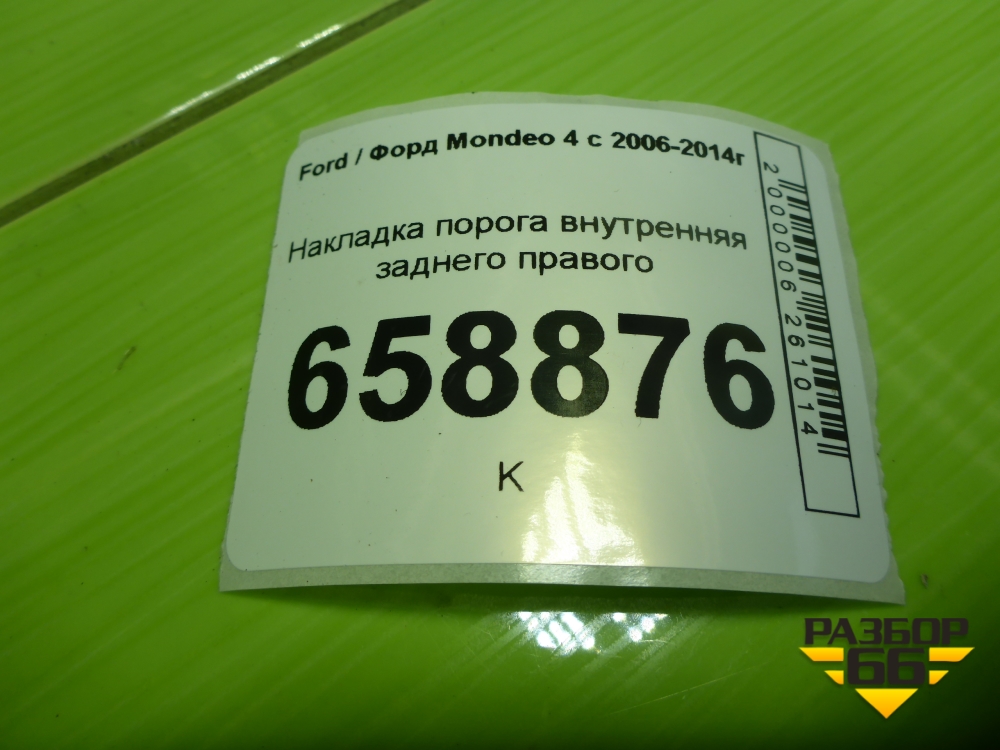 Ford / Форд Mondeo 4 с 2006-2014г
Накладка порога внутренняя
заднего правого
658876
К
2000006261014
РАЗБОР
66